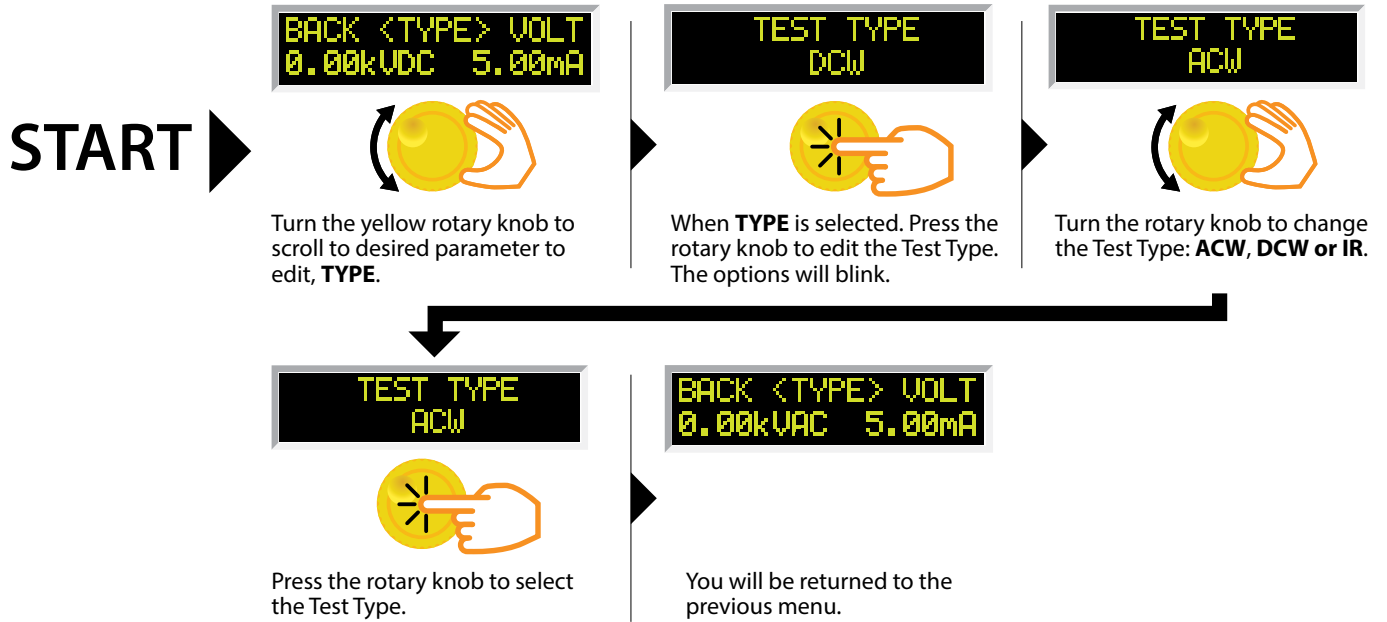 START
BACK <TYPE> VOLT
0.00kVDC 5.00mA
Turn the yellow rotary knob to
scroll to desired parameter to
edit, TYPE.
TEST TYPE
DCW
When TYPE is selected. Press the
rotary knob to edit the Test Type.
The options will blink.
TEST TYPE
ACW
Turn the rotary knob to change
the Test Type: ACW, DCW or IR.
TEST TYPE
ACW
Press the rotary knob to select
the Test Type.
BACK <TYPE> VOLT
0.00kVAC 5.00mA
You will be returned to the
previous menu.